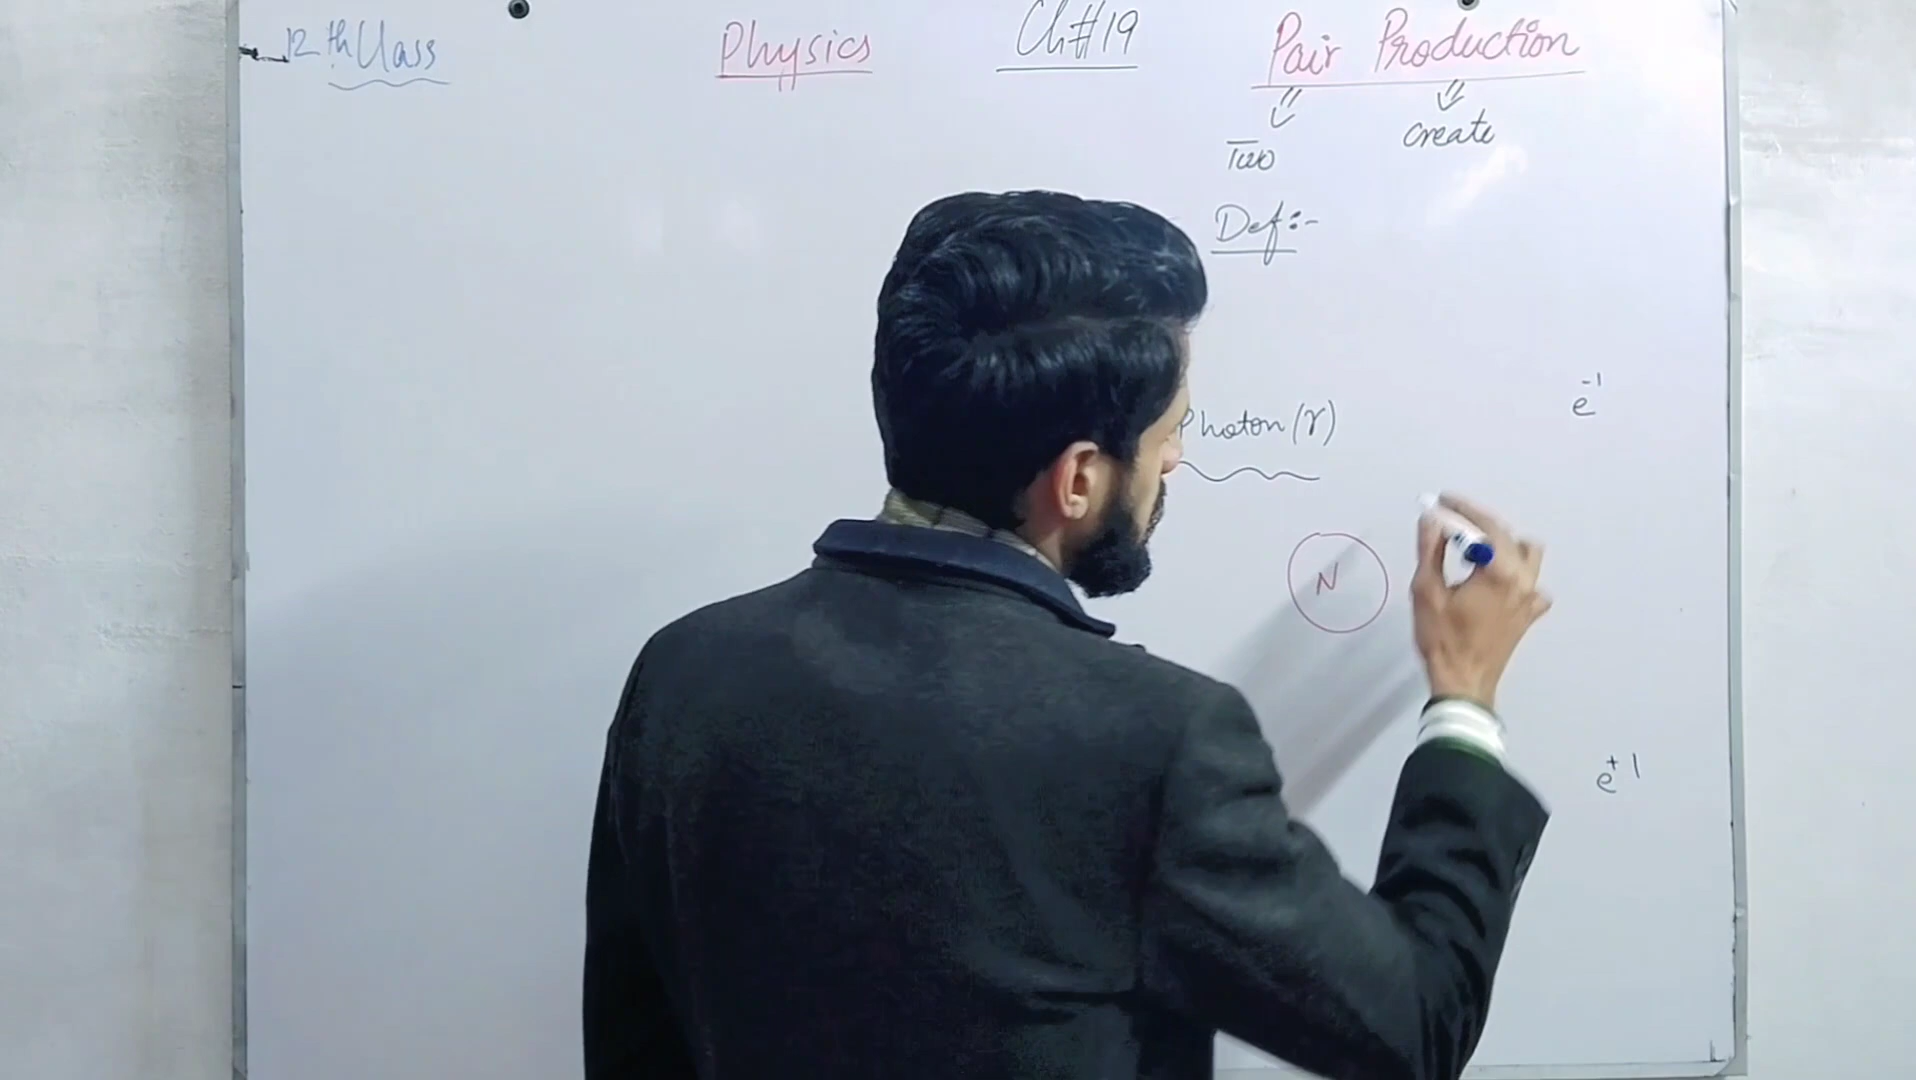 12th Class Physics Ch#19 Pair Production
Two create
Def:-
e-1
Photon (γ)
N
e+1